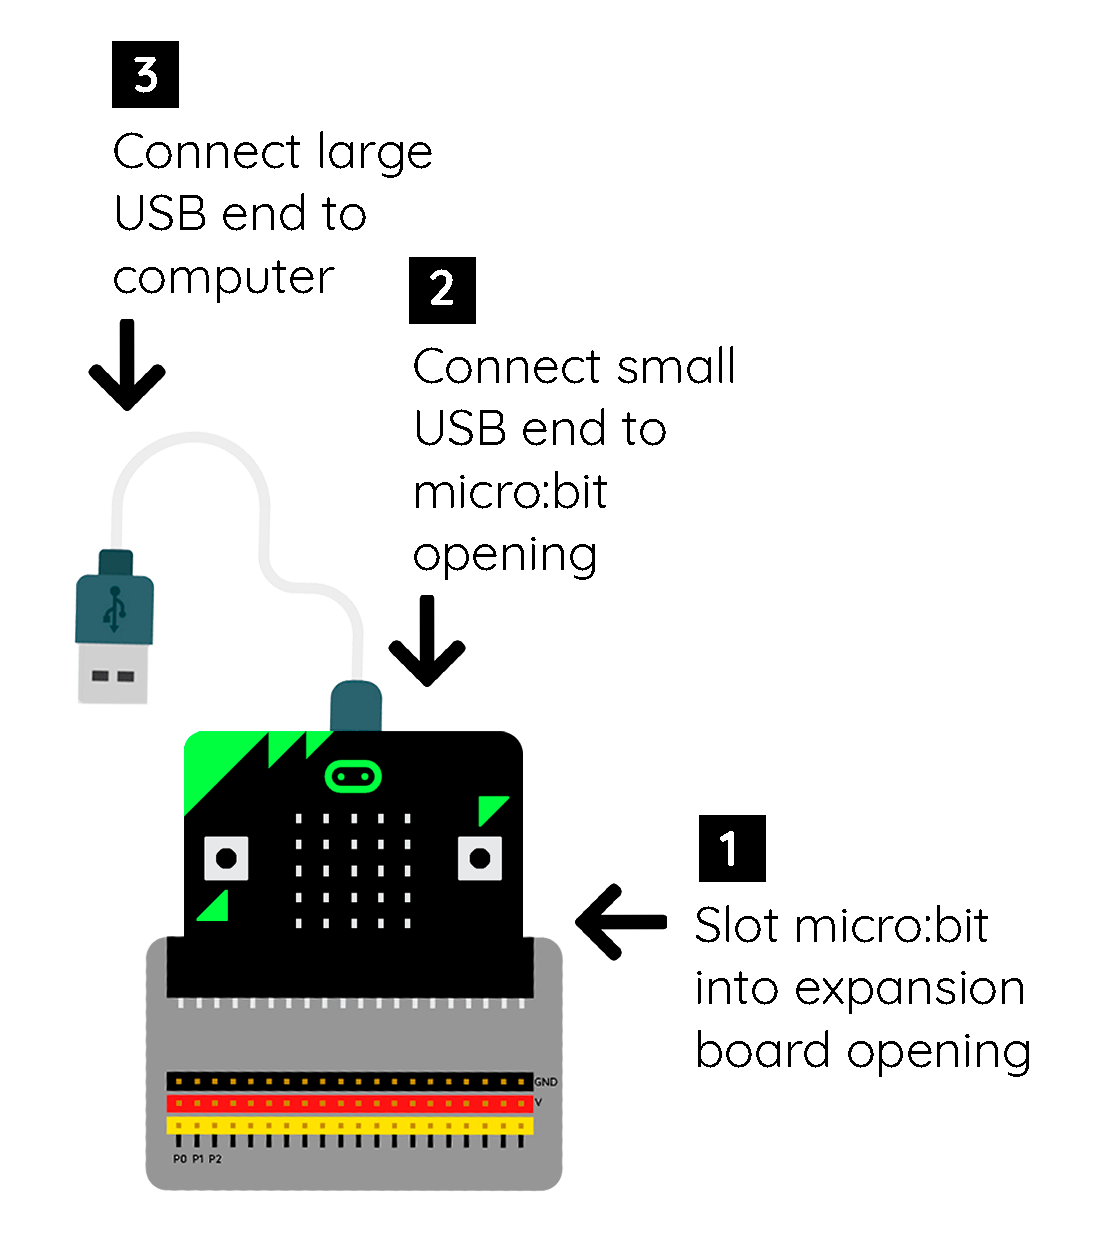 3
Connect large
USB end to
computer
2
Connect small
USB end to
micro:bit
opening
1
Slot micro:bit
into expansion
board opening
GND
V
P0 P1 P2